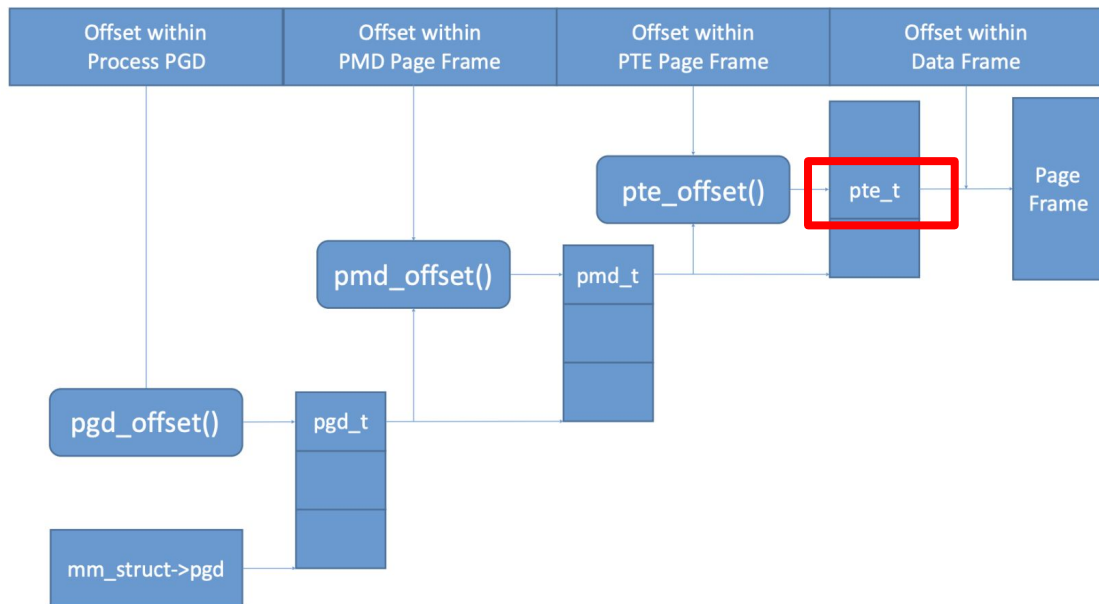 Offset within
Process PGD
Offset within
PMD Page Frame
Offset within
PTE Page Frame
Offset within
Data Frame
pte_offset()
pte_t
Page
Frame
pmd_offset()
pmd_t
pgd_offset()
pgd_t
mm_struct->pgd